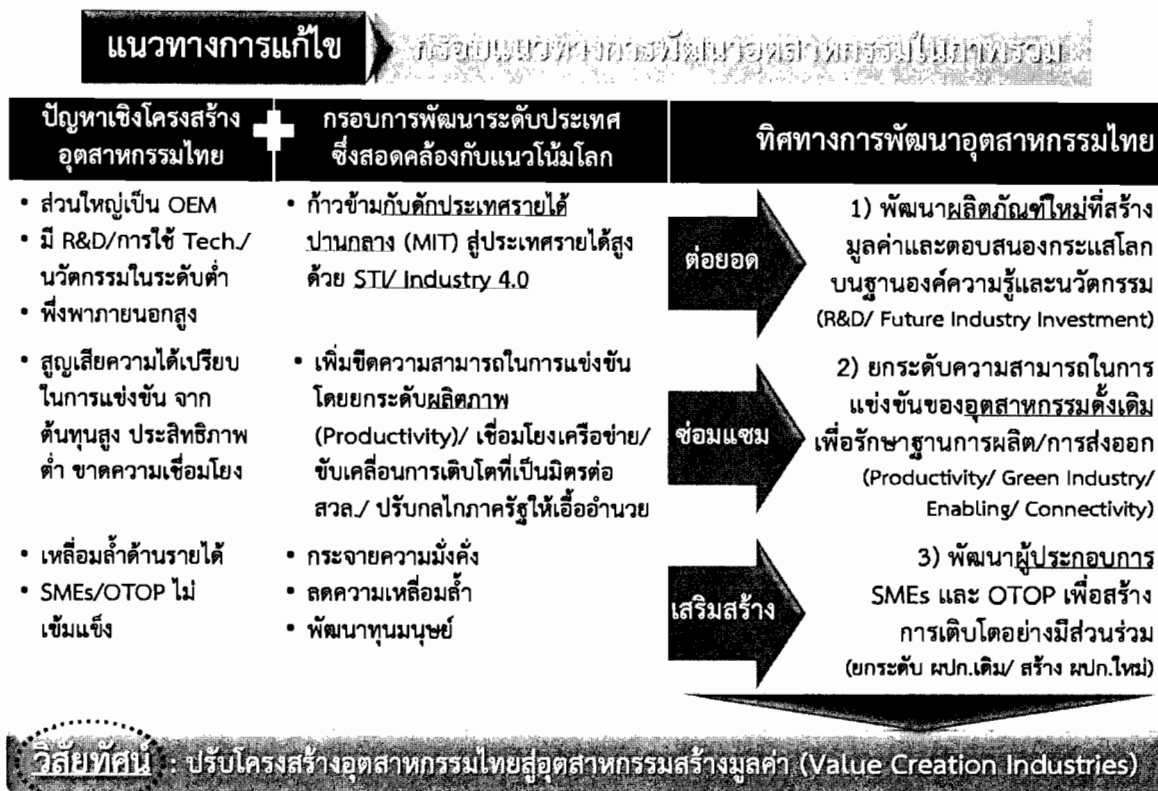 แนวทางการแก้ไข
กรอบแนวทางการพัฒนาอุตสาหกรรมในภาพรวม
ปัญหาเชิงโครงสร้าง
อุตสาหกรรมไทย
กรอบการพัฒนาระดับประเทศ
ซึ่งสอดคล้องกับแนวโน้มโลก
ทิศทางการพัฒนาอุตสาหกรรมไทย
• ส่วนใหญ่เป็น OEM
• มี R&D/การใช้ Tech./
นวัตกรรมในระดับต่ำ
• พึ่งพาภายนอกสูง
• ก้าวข้ามกับดักประเทศรายได้
ปานกลาง (MIT) สู่ประเทศรายได้สูง
ด้วย STI/ Industry 4.0
ต่อยอด
1) พัฒนาผลิตภัณฑ์ใหม่ที่สร้าง
มูลค่าและตอบสนองกระแสโลก
บนฐานองค์ความรู้และนวัตกรรม
(R&D/ Future Industry Investment)
• สูญเสียความได้เปรียบ
ในการแข่งขัน จาก
ต้นทุนสูง ประสิทธิภาพ
ต่ำ ขาดความเชื่อมโยง
• เพิ่มขีดความสามารถในการแข่งขัน
โดยยกระดับผลิตภาพ
(Productivity)/ เชื่อมโยงเครือข่าย/
ขับเคลื่อนการเติบโตที่เป็นมิตรต่อ
สวล./ ปรับกลไกภาครัฐให้เอื้ออำนวย
ซ่อมแซม
2) ยกระดับความสามารถในการ
แข่งขันของอุตสาหกรรมดั้งเดิม
เพื่อรักษาฐานการผลิต/การส่งออก
(Productivity/ Green Industry/
Enabling/ Connectivity)
• เหลื่อมล้ำด้านรายได้
• SMEs/OTOP ไม่
เข้มแข็ง
• กระจายความมั่งคั่ง
• ลดความเหลื่อมล้ำ
• พัฒนาทุนมนุษย์
เสริมสร้าง
3) พัฒนาผู้ประกอบการ
SMEs และ OTOP เพื่อสร้าง
การเติบโตอย่างมีส่วนร่วม
(ยกระดับ ผปก.เดิม/ สร้าง ผปก.ใหม่)
วิสัยทัศน์ : ปรับโครงสร้างอุตสาหกรรมไทยสู่อุตสาหกรรมสร้างมูลค่า (Value Creation Industries)